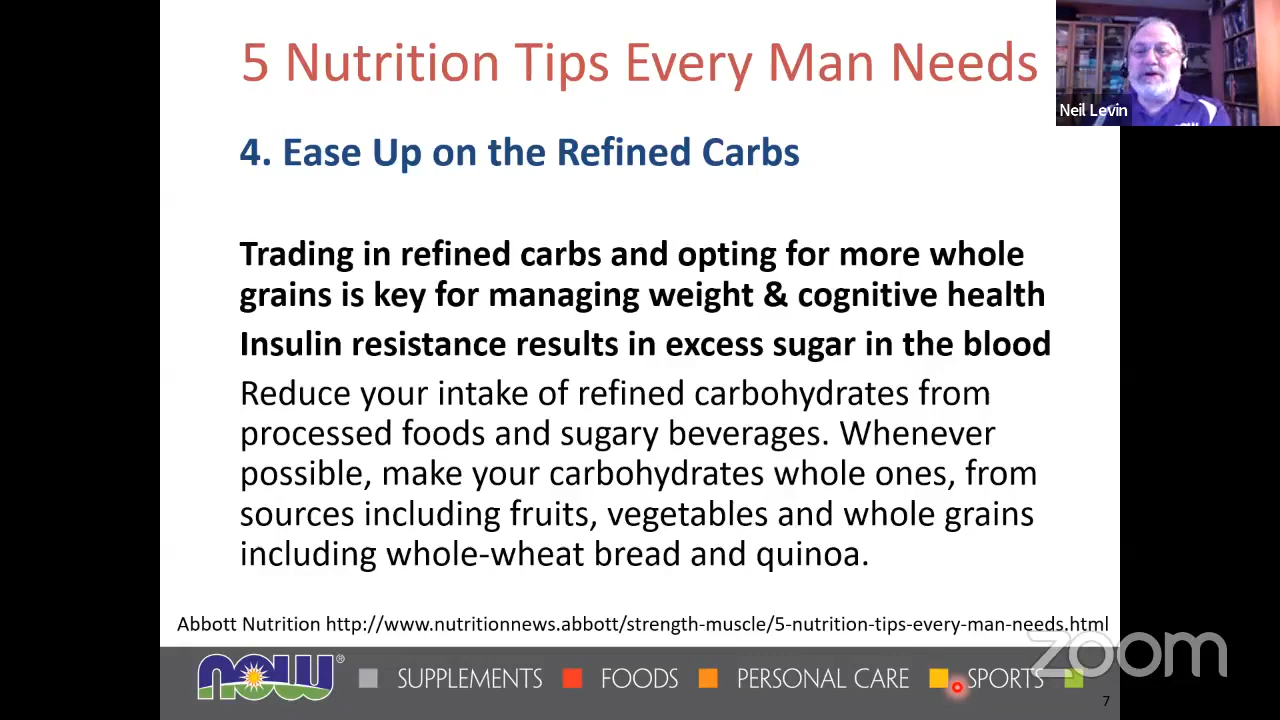 5 Nutrition Tips Every Man Needs
Neil Levin
4. Ease Up on the Refined Carbs
Trading in refined carbs and opting for more whole
grains is key for managing weight & cognitive health
Insulin resistance results in excess sugar in the blood
Reduce your intake of refined carbohydrates from
processed foods and sugary beverages. Whenever
possible, make your carbohydrates whole ones, from
sources including fruits, vegetables and whole grains
including whole-wheat bread and quinoa.
Abbott Nutrition http://www.nutritionnews.abbott/strength-muscle/5-nutrition-tips-every-man-needs.html
NOW® SUPPLEMENTS FOODS PERSONAL CARE SPORTS
zoom
7